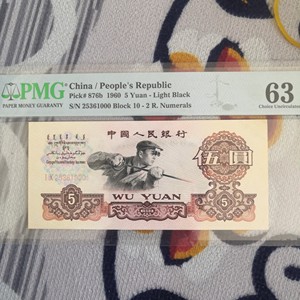 PMG
PAPER MONEY GUARANTY
China / People's Republic
Pick# 876b 1960 5 Yuan - Light Black
S/N 25361000 Block 10 - 2 R. Numerals
63
Choice Uncirculated
中國人民銀行
伍圓
5
WU YUAN
5